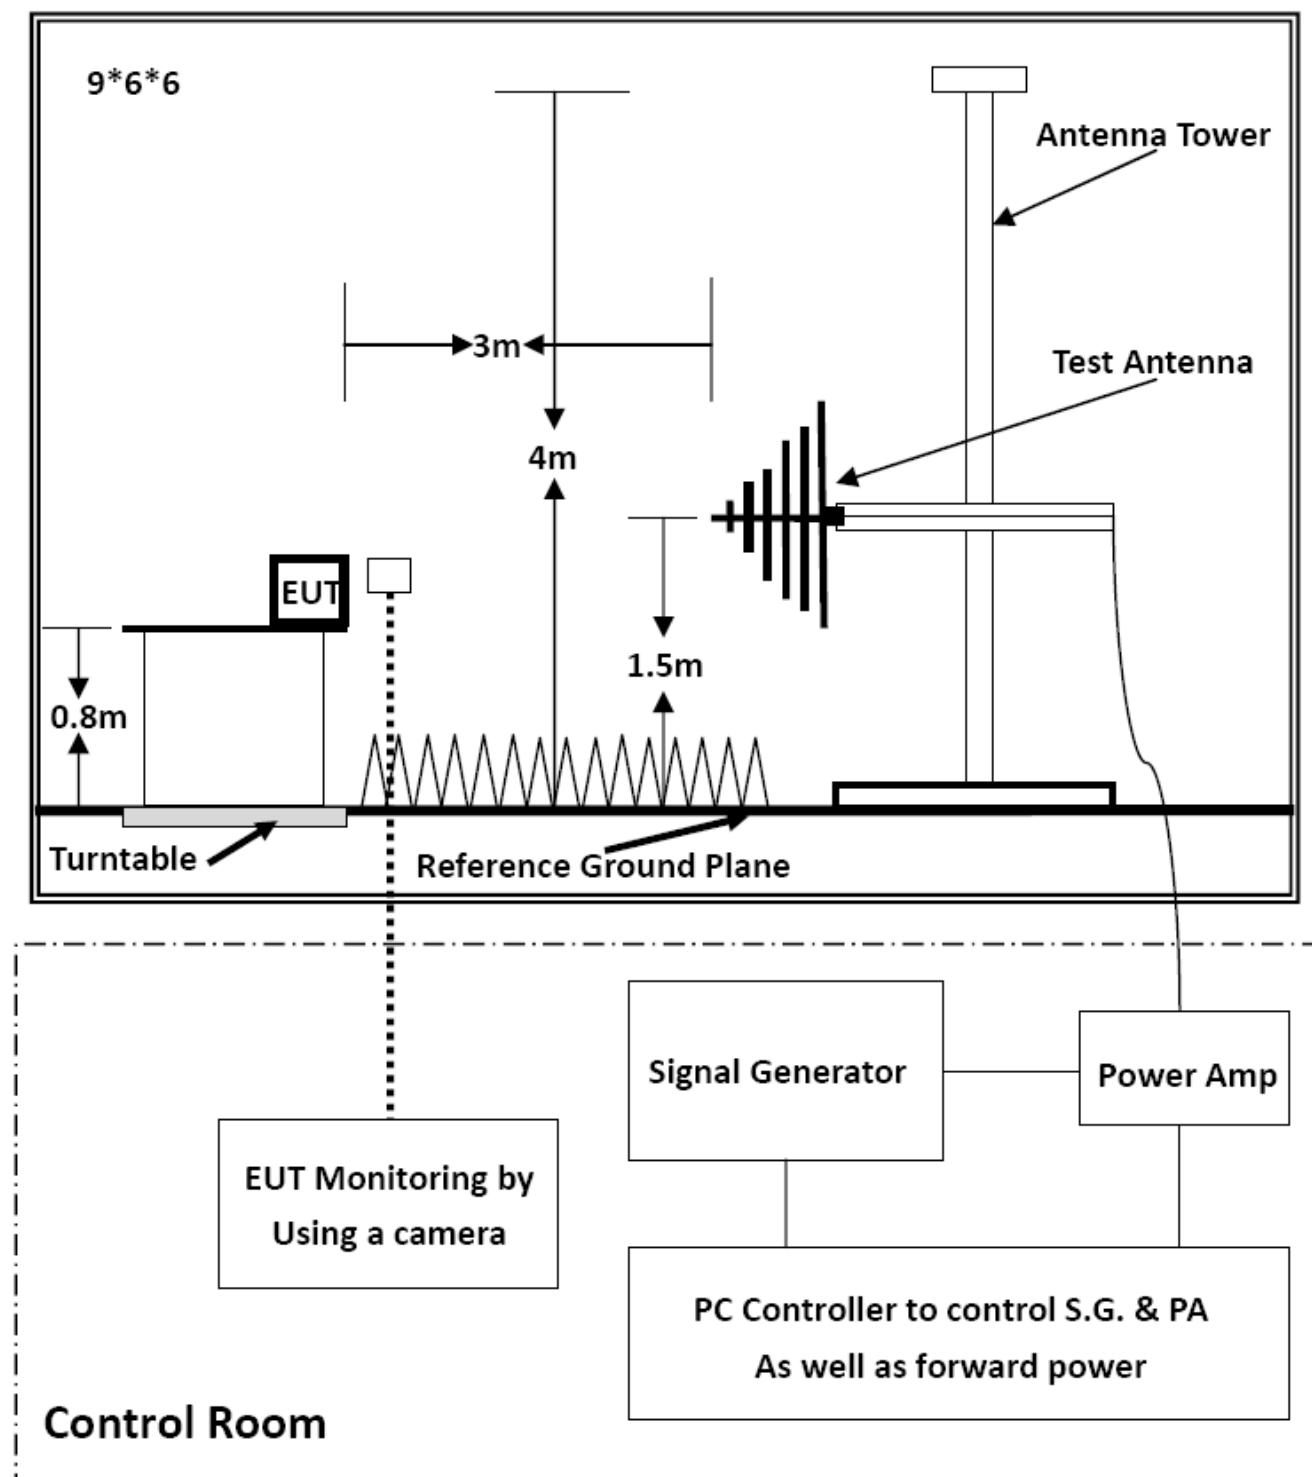 9*6*6
Antenna Tower
3m
Test Antenna
4m
EUT
1.5m
0.8m
Turntable
Reference Ground Plane
Signal Generator
Power Amp
EUT Monitoring by
Using a camera
PC Controller to control S.G. & PA
As well as forward power
Control Room